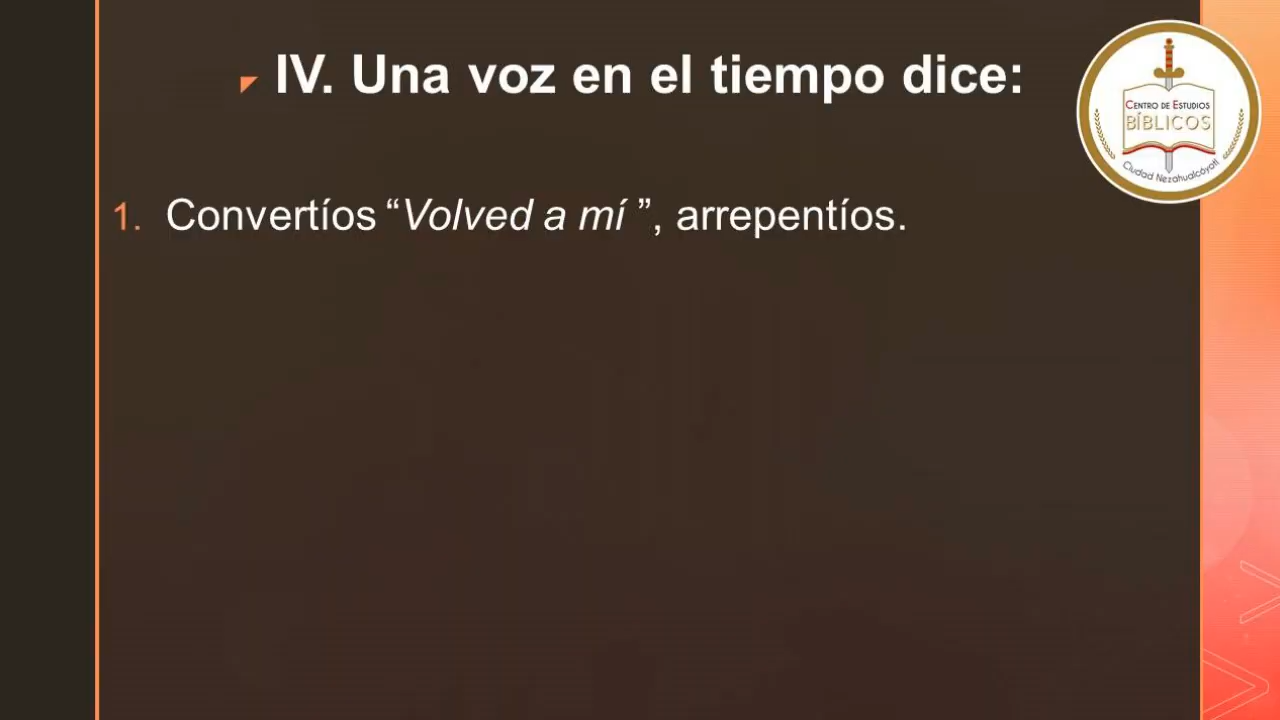 IV. Una voz en el tiempo dice:
CENTRO DE ESTUDIOS
BÍBLICOS
Ciudad Nezahualcóyotl
1. Convertíos “Volved a mí ”, arrepentíos.